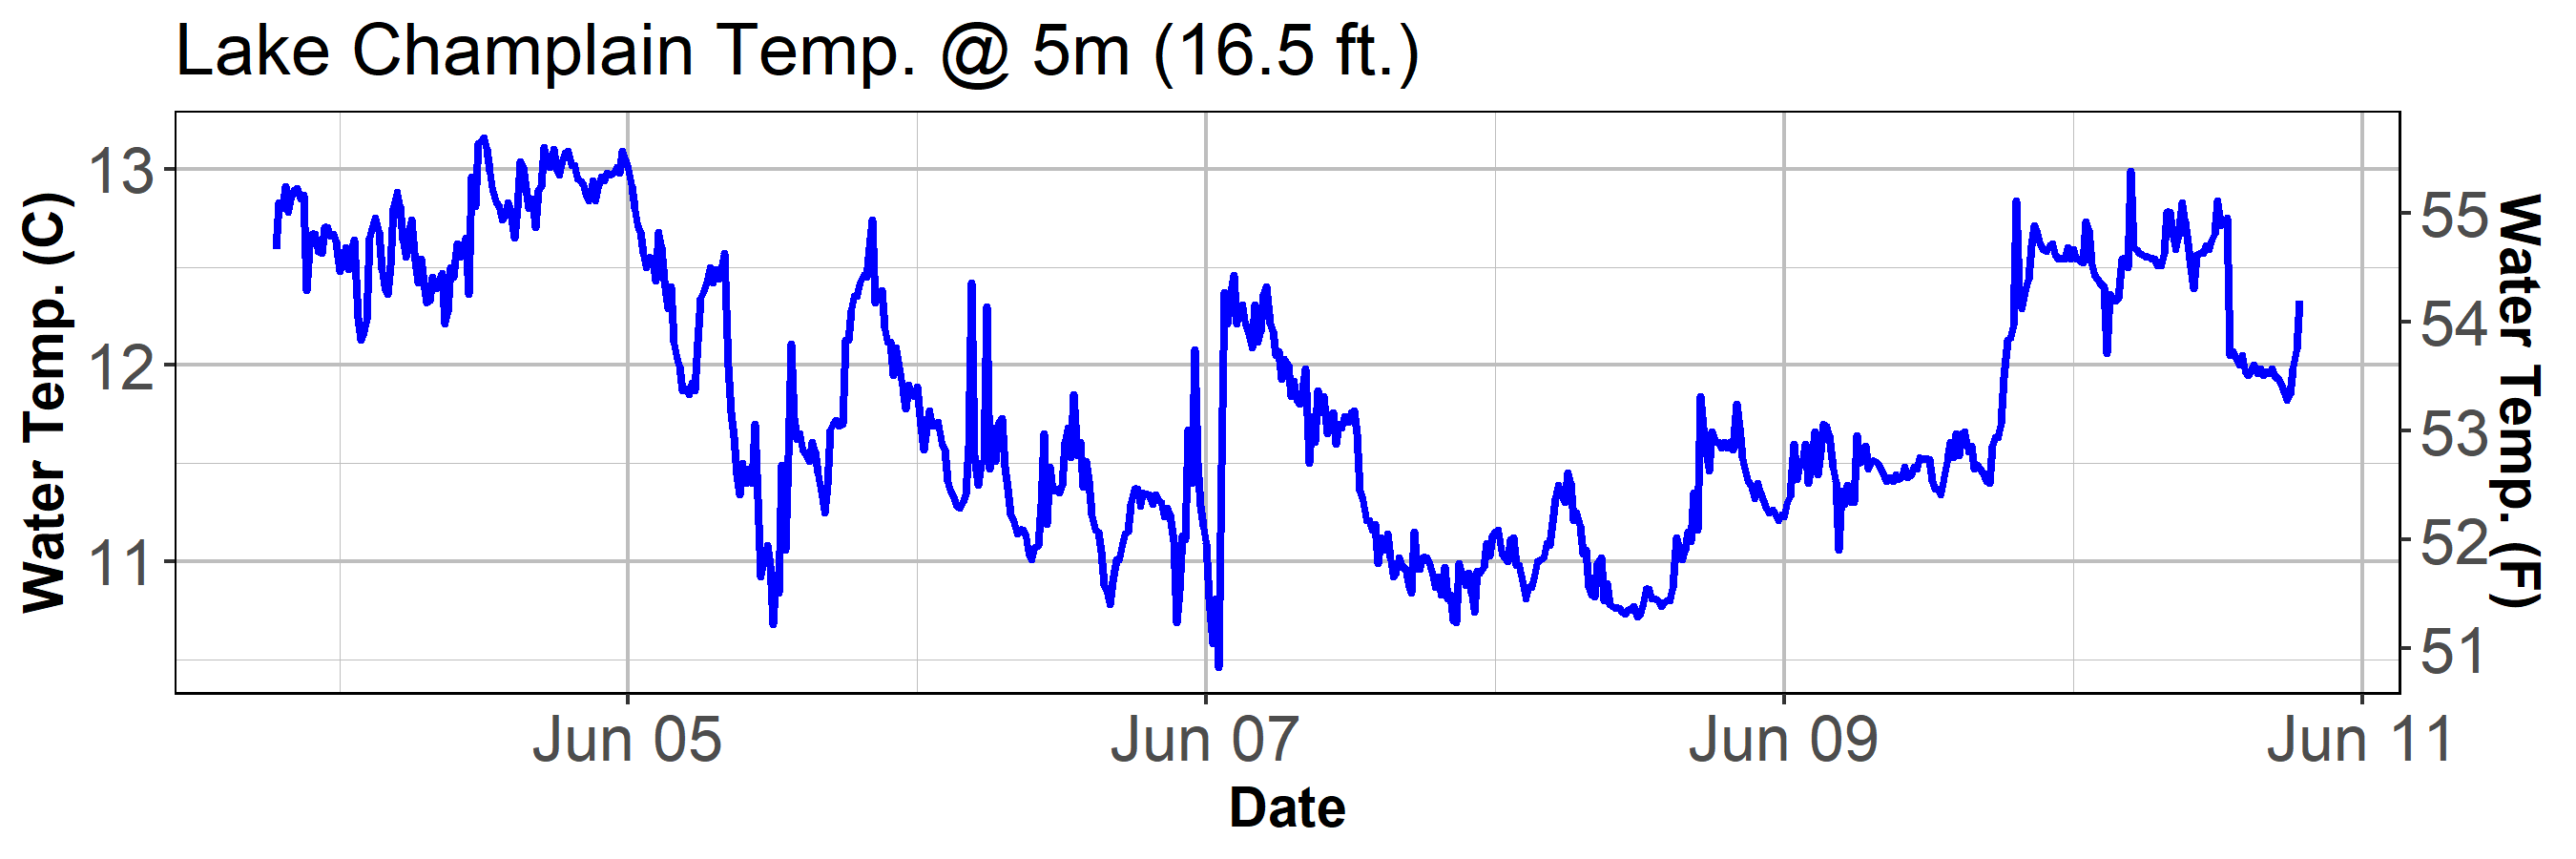 Lake Champlain Temp. @ 5m (16.5 ft.)
Water Temp. (C)
13
12
11
55
54
53
52
51
Water Temp. (F)
Jun 05 Jun 07 Jun 09 Jun 11
Date